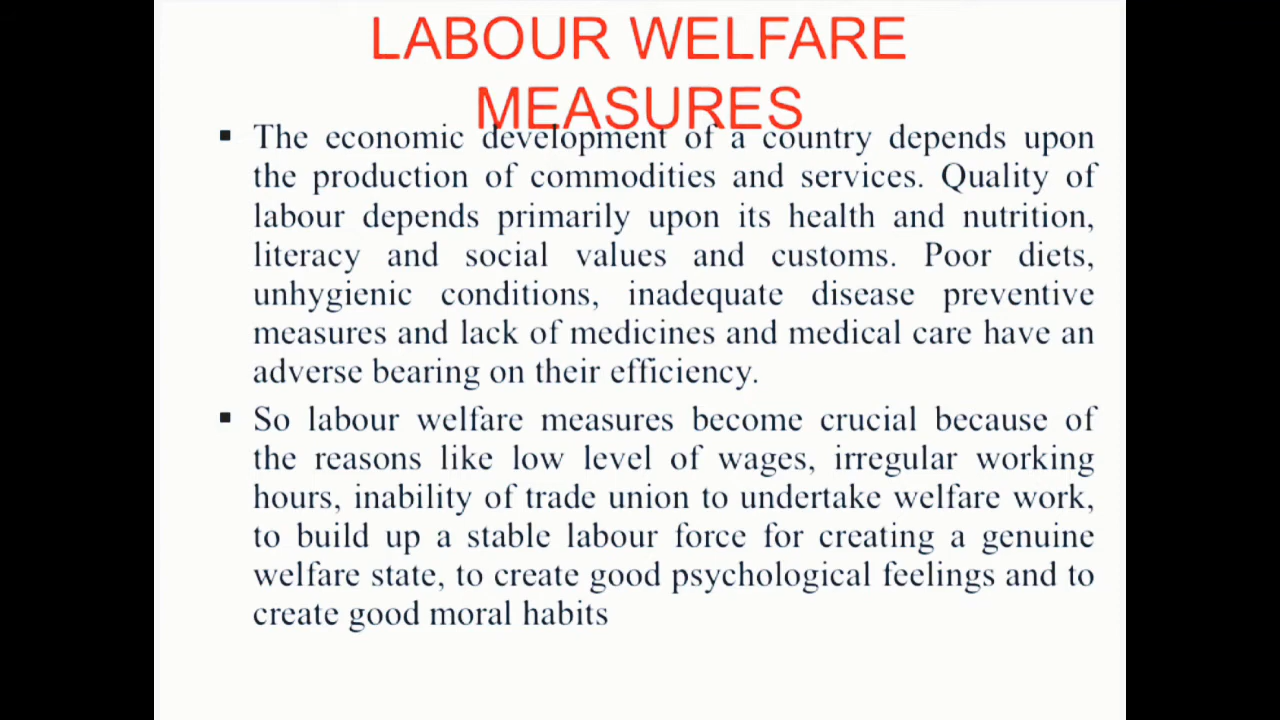 LABOUR WELFARE
MEASURES
▪ The economic development of a country depends upon
the production of commodities and services. Quality of
labour depends primarily upon its health and nutrition,
literacy and social values and customs. Poor diets,
unhygienic conditions, inadequate disease preventive
measures and lack of medicines and medical care have an
adverse bearing on their efficiency.
▪ So labour welfare measures become crucial because of
the reasons like low level of wages, irregular working
hours, inability of trade union to undertake welfare work,
to build up a stable labour force for creating a genuine
welfare state, to create good psychological feelings and to
create good moral habits